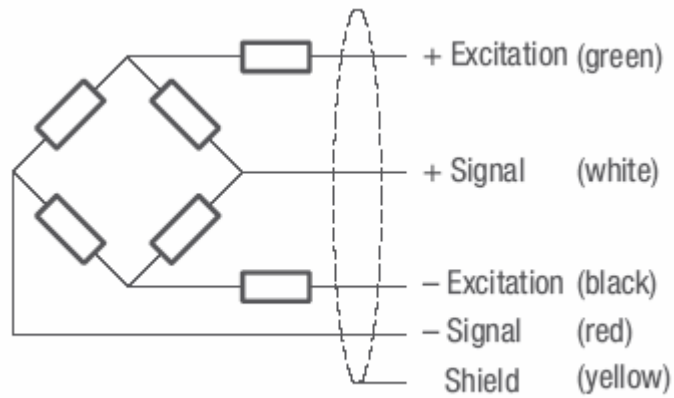 + Excitation (green)
+ Signal (white)
– Excitation (black)
– Signal (red)
Shield (yellow)